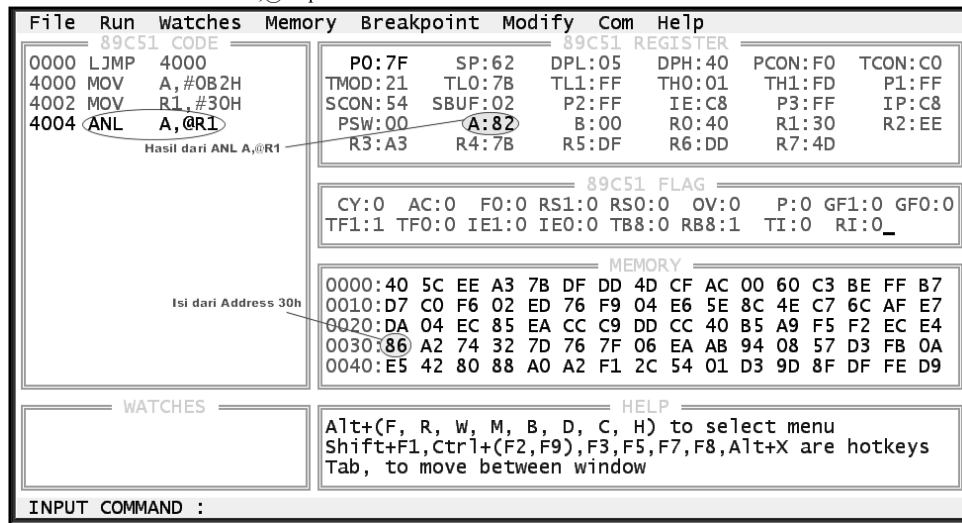 File Run Watches Memory Breakpoint Modify Com Help
89C51 CODE
0000 LJMP 4000
4000 MOV A,#0B2H
4002 MOV R1,#30H
4004 ANL A,@R1
Hasil dari ANL A,@R1
Isi dari Address 30h
89C51 REGISTER
P0:7F SP:62 DPL:05 DPH:40 PCON:F0 TCON:C0
TMOD:21 TL0:7B TL1:FF TH0:01 TH1:FD P1:FF
SCON:54 SBUF:02 P2:FF IE:C8 P3:FF IP:C8
PSW:00 A:82 B:00 R0:40 R1:30 R2:EE
R3:A3 R4:7B R5:DF R6:DD R7:4D
89C51 FLAG
CY:0 AC:0 F0:0 RS1:0 RS0:0 OV:0 P:0 GF1:0 GF0:0
TF1:1 TF0:0 IE1:0 IE0:0 TB8:0 RB8:1 TI:0 RI:0_
MEMORY
0000:40 5C EE A3 7B DF DD 4D CF AC 00 60 C3 BE FF B7
0010:D7 C0 F6 02 ED 76 F9 04 E6 5E 8C 4E C7 6C AF E7
0020:DA 04 EC 85 EA CC C9 DD CC 40 B5 A9 F5 F2 EC E4
0030:86 A2 74 32 7D 76 7F 06 EA AB 94 08 57 D3 FB 0A
0040:E5 42 80 88 A0 A2 F1 2C 54 01 D3 9D 8F DF FE D9
WATCHES
HELP
Alt+(F, R, W, M, B, D, C, H) to select menu
Shift+F1,Ctrl+(F2,F9),F3,F5,F7,F8,Alt+X are hotkeys
Tab, to move between window
INPUT COMMAND :